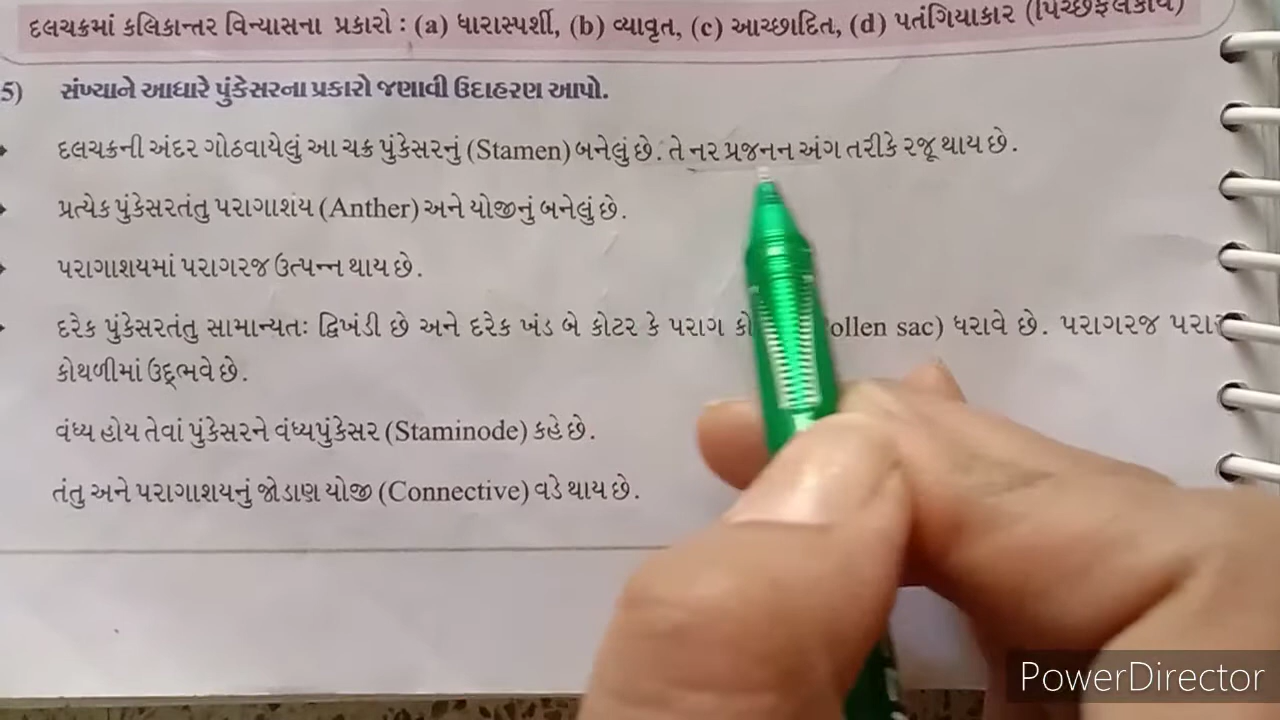 દલચક્રમાં કલિકાન્તર વિન્યાસના પ્રકારો : (a) ધારાસ્પર્શી, (b) વ્યાવૃત, (c) આચ્છાદિત, (d) પતંગિયાકાર
5) સંખ્યાને આધારે પુંકેસરના પ્રકારો જણાવી ઉદાહરણ આપો.
દલચક્રની અંદર ગોઠવાયેલું આ ચક્ર પુંકેસરનું (Stamen) બનેલું છે. તે નર પ્રજનન અંગ તરીકે રજૂ થાય છે.
પ્રત્યેક પુંકેસરતંતુ પરાગાશય (Anther) અને યોજીનું બનેલું છે.
પરાગાશયમાં પરાગરજ ઉત્પન્ન થાય છે.
દરેક પુંકેસરતંતુ સામાન્યતઃ દ્વિખંડી છે અને દરેક ખંડ બે કોટર કે પરાગ sac) ધરાવે છે. પરાગરજ
કોથળીમાં ઉદ્ભવે છે.
વંધ્ય હોય તેવાં પુંકેસરને વંધ્યપુંકેસર (Staminode) કહે છે.
તંતુ અને પરાગાશયનું જોડાણ યોજી (Connective) વડે થાય છે.
PowerDirector